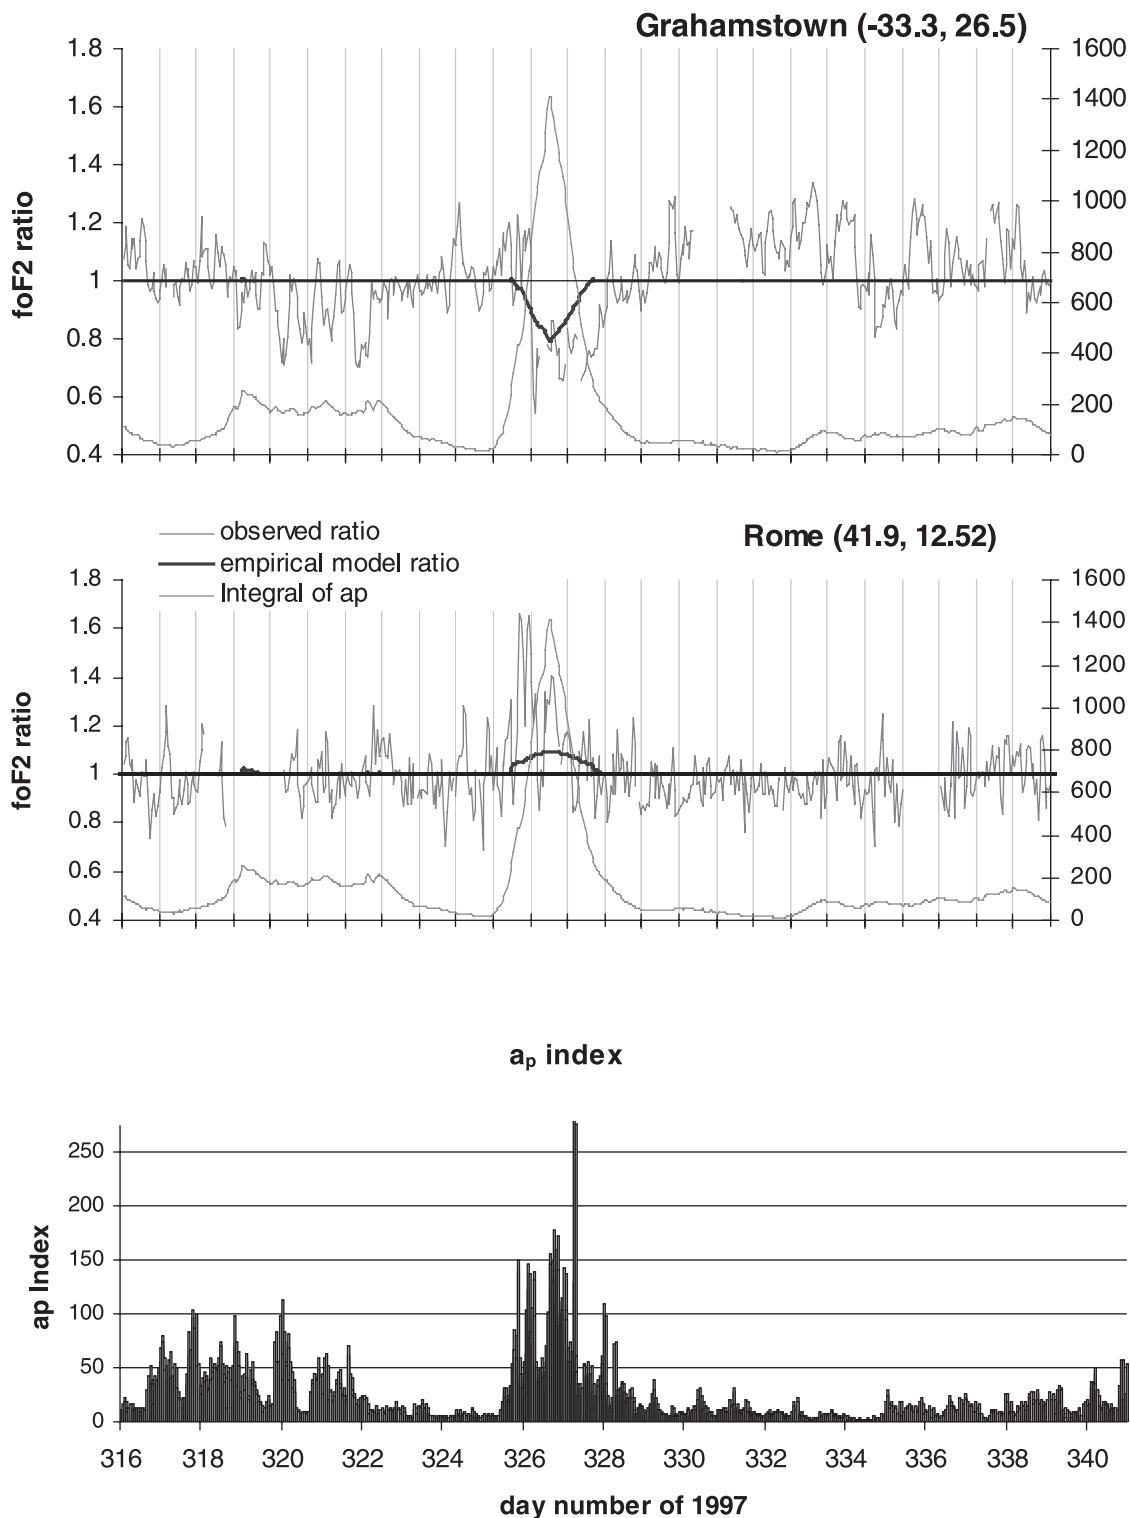 Grahamstown (-33.3, 26.5)
1.8 1600
1.6 1400
1.4 1200
1.2 1000
1 800
0.8 600
0.6 400
0.4 200
0
foF2 ratio
observed ratio
empirical model ratio
Integral of ap
Rome (41.9, 12.52)
1.8 1600
1.6 1400
1.4 1200
1.2 1000
1 800
0.8 600
0.6 400
0.4 200
0
foF2 ratio
ap index
250
200
150
100
50
0
ap Index
316 318 320 322 324 326 328 330 332 334 336 338 340
day number of 1997